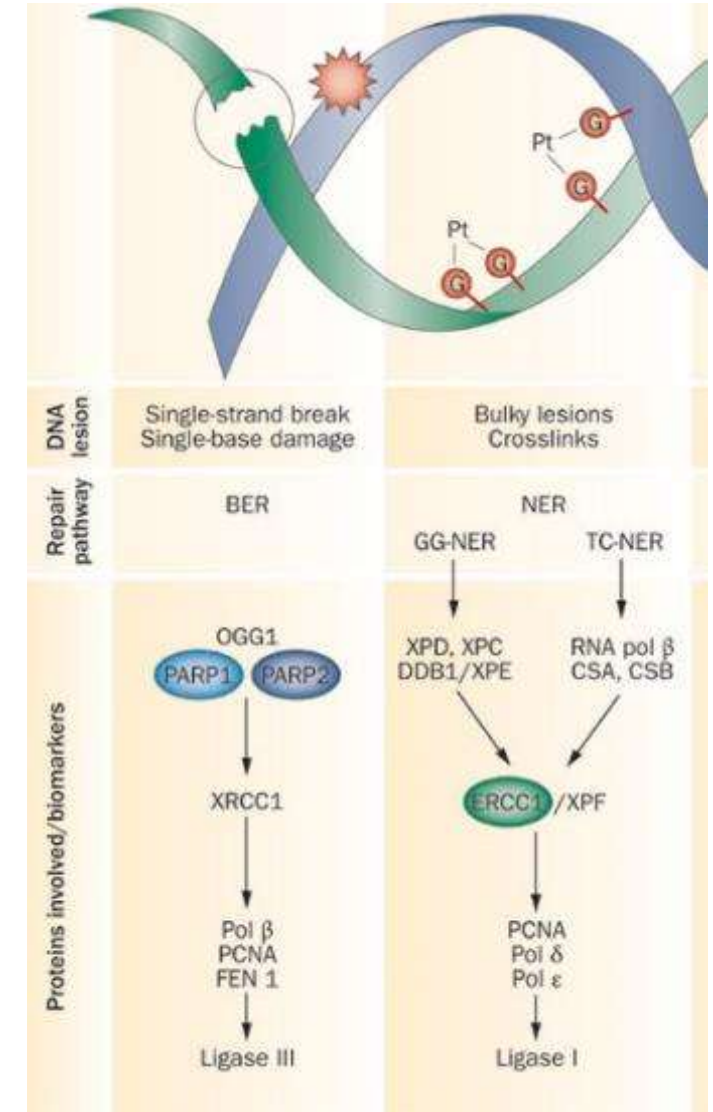 Pt
G
G
Pt
G
G
DNA
lesion
Single-strand break
Single-base damage
Bulky lesions
Crosslinks
Repair
pathway
BER
NER
GG-NER
TC-NER
Proteins involved/biomarkers
OGG1
PARP1
PARP2
XRCC1
Pol β
PCNA
FEN 1
Ligase III
XPD, XPC
DDB1/XPE
RNA pol β
CSA, CSB
ERCC1/XPF
PCNA
Pol δ
Pol ε
Ligase I